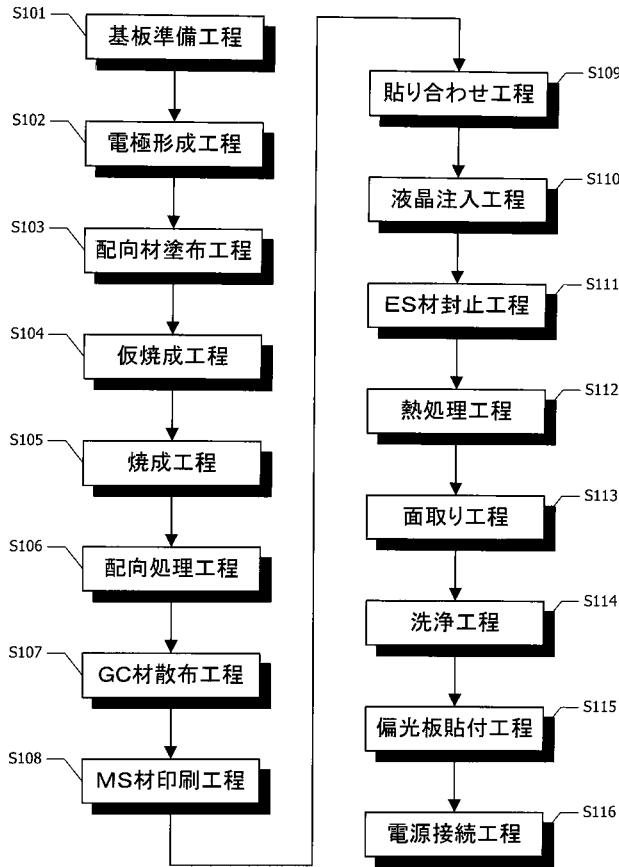 S101
基板準備工程
S102
電極形成工程
S103
配向材塗布工程
S104
仮焼成工程
S105
焼成工程
S106
配向処理工程
S107
GC材散布工程
S108
MS材印刷工程
S109
貼り合わせ工程
S110
液晶注入工程
S111
ES材封止工程
S112
熱処理工程
S113
面取り工程
S114
洗浄工程
S115
偏光板貼付工程
S116
電源接続工程